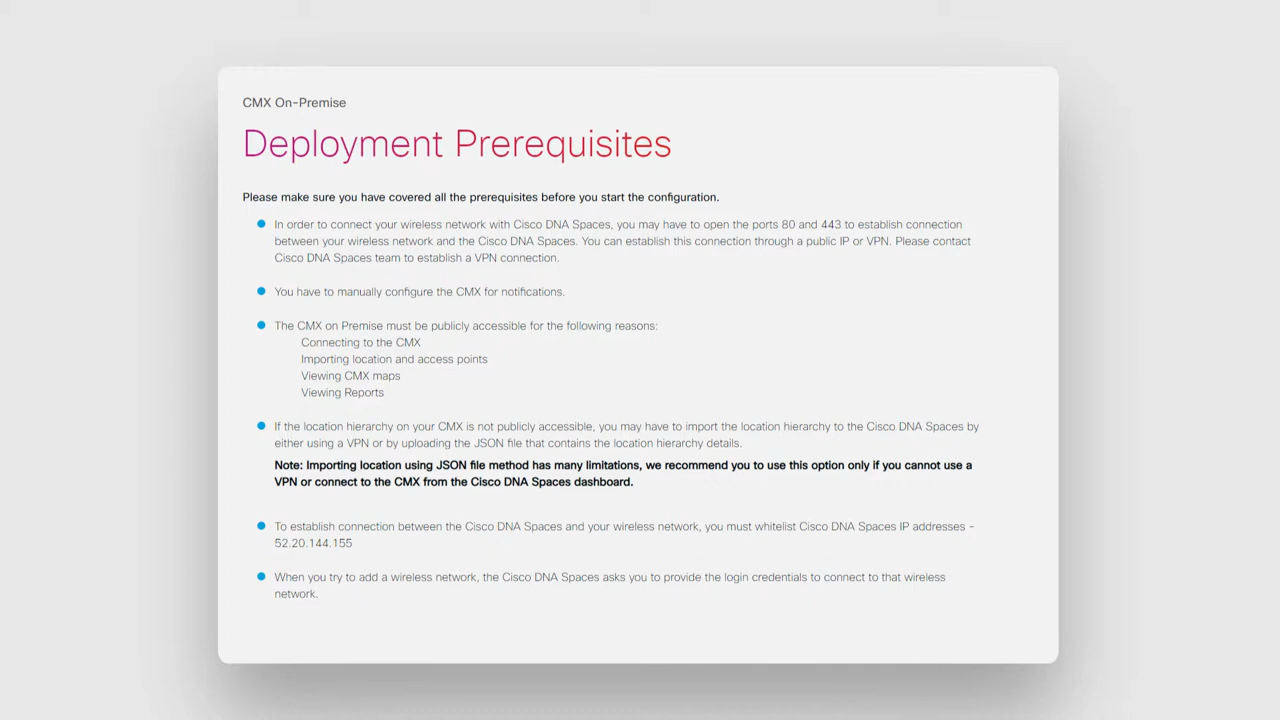 CMX On-Premise
Deployment Prerequisites
Please make sure you have covered all the prerequisites before you start the configuration.
In order to connect your wireless network with Cisco DNA Spaces, you may have to open the ports 80 and 443 to establish connection
between your wireless network and the Cisco DNA Spaces. You can establish this connection through a public IP or VPN. Please contact
Cisco DNA Spaces team to establish a VPN connection.
You have to manually configure the CMX for notifications.
The CMX on Premise must be publicly accessible for the following reasons:
Connecting to the CMX
Importing location and access points
Viewing CMX maps
Viewing Reports
If the location hierarchy on your CMX is not publicly accessible, you may have to import the location hierarchy to the Cisco DNA Spaces by
either using a VPN or by uploading the JSON file that contains the location hierarchy details.
Note: Importing location using JSON file method has many limitations, we recommend you to use this option only if you cannot use a
VPN or connect to the CMX from the Cisco DNA Spaces dashboard.
To establish connection between the Cisco DNA Spaces and your wireless network, you must whitelist Cisco DNA Spaces IP addresses -
52.20.144.155
When you try to add a wireless network, the Cisco DNA Spaces asks you to provide the login credentials to connect to that wireless
network.